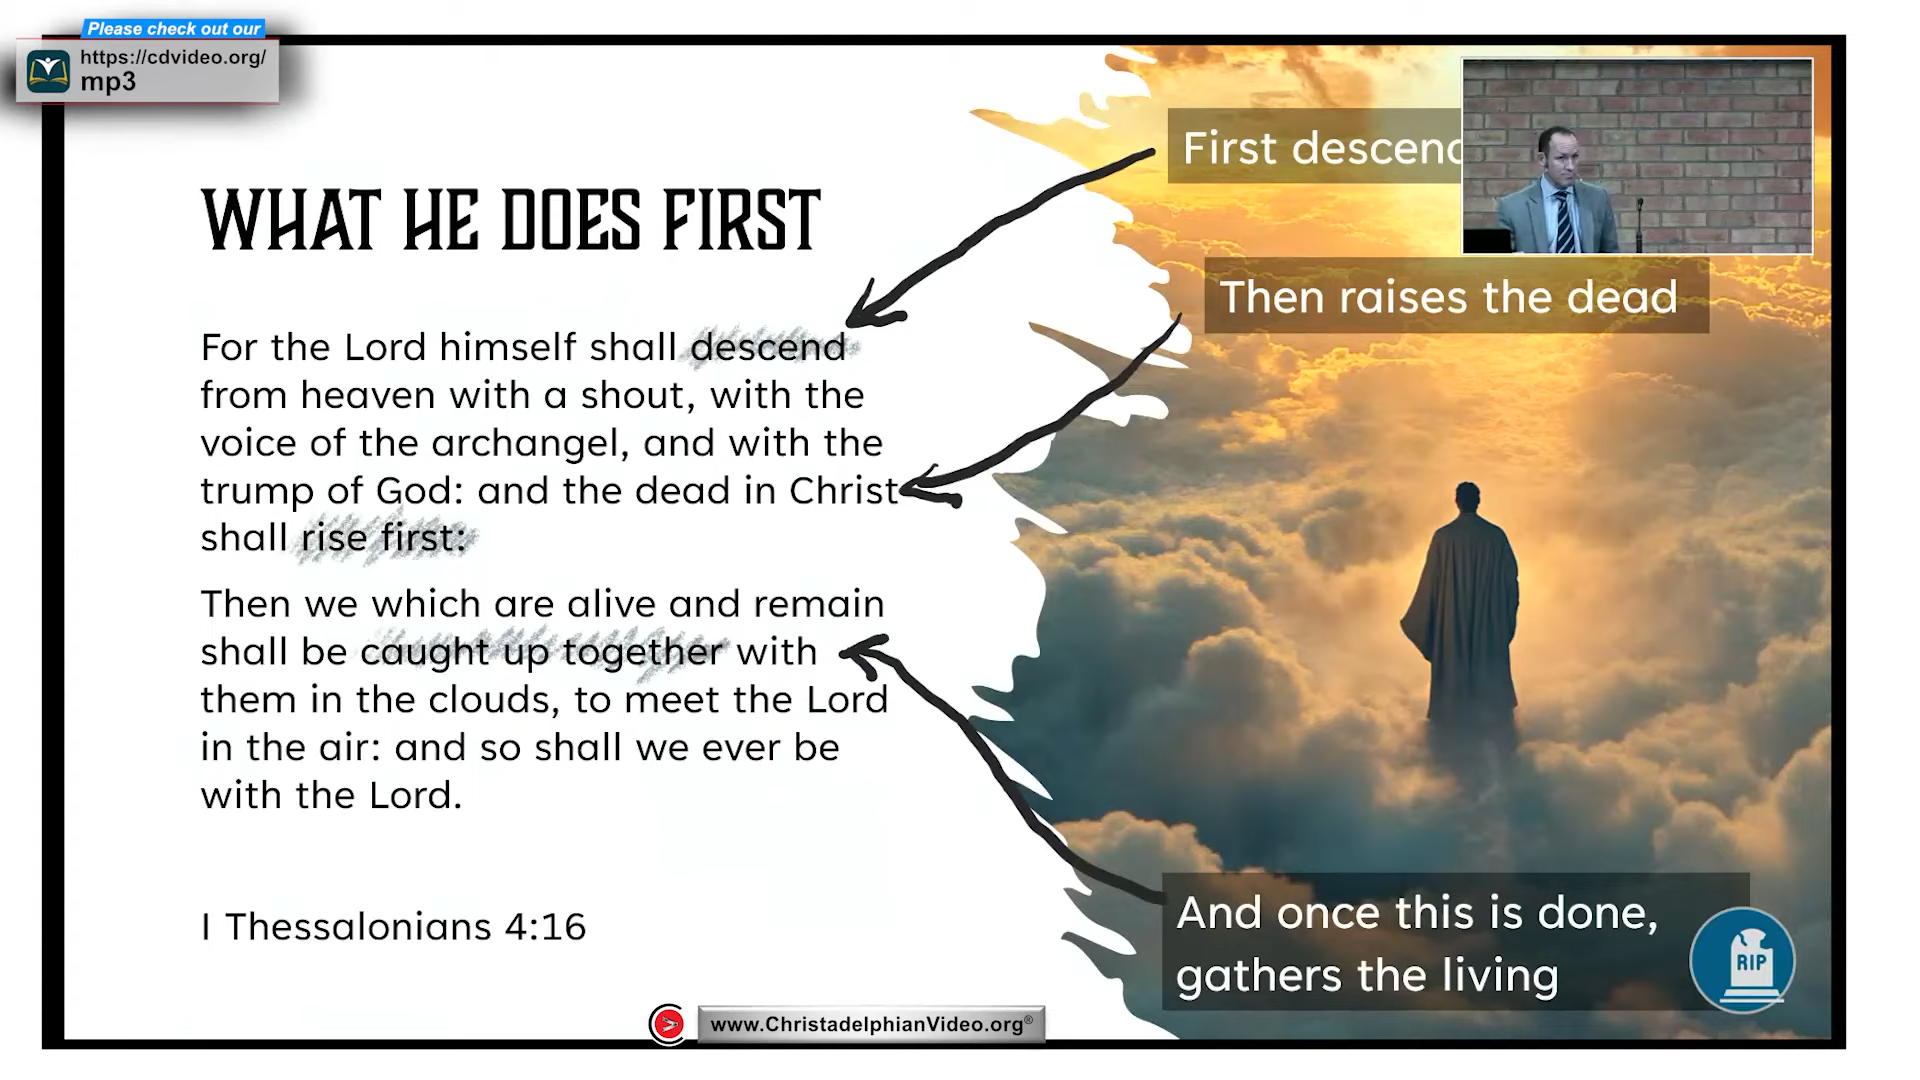 Please check out our
https://cdvideo.org/
mp3
WHAT HE DOES FIRST
For the Lord himself shall descend
from heaven with a shout, with the
voice of the archangel, and with the
trump of God: and the dead in Christ
shall rise first:
Then we which are alive and remain
shall be caught up together with
them in the clouds, to meet the Lord
in the air: and so shall we ever be
with the Lord.
I Thessalonians 4:16
First descend
Then raises the dead
And once this is done,
gathers the living
RIP
www.ChristadelphianVideo.org®